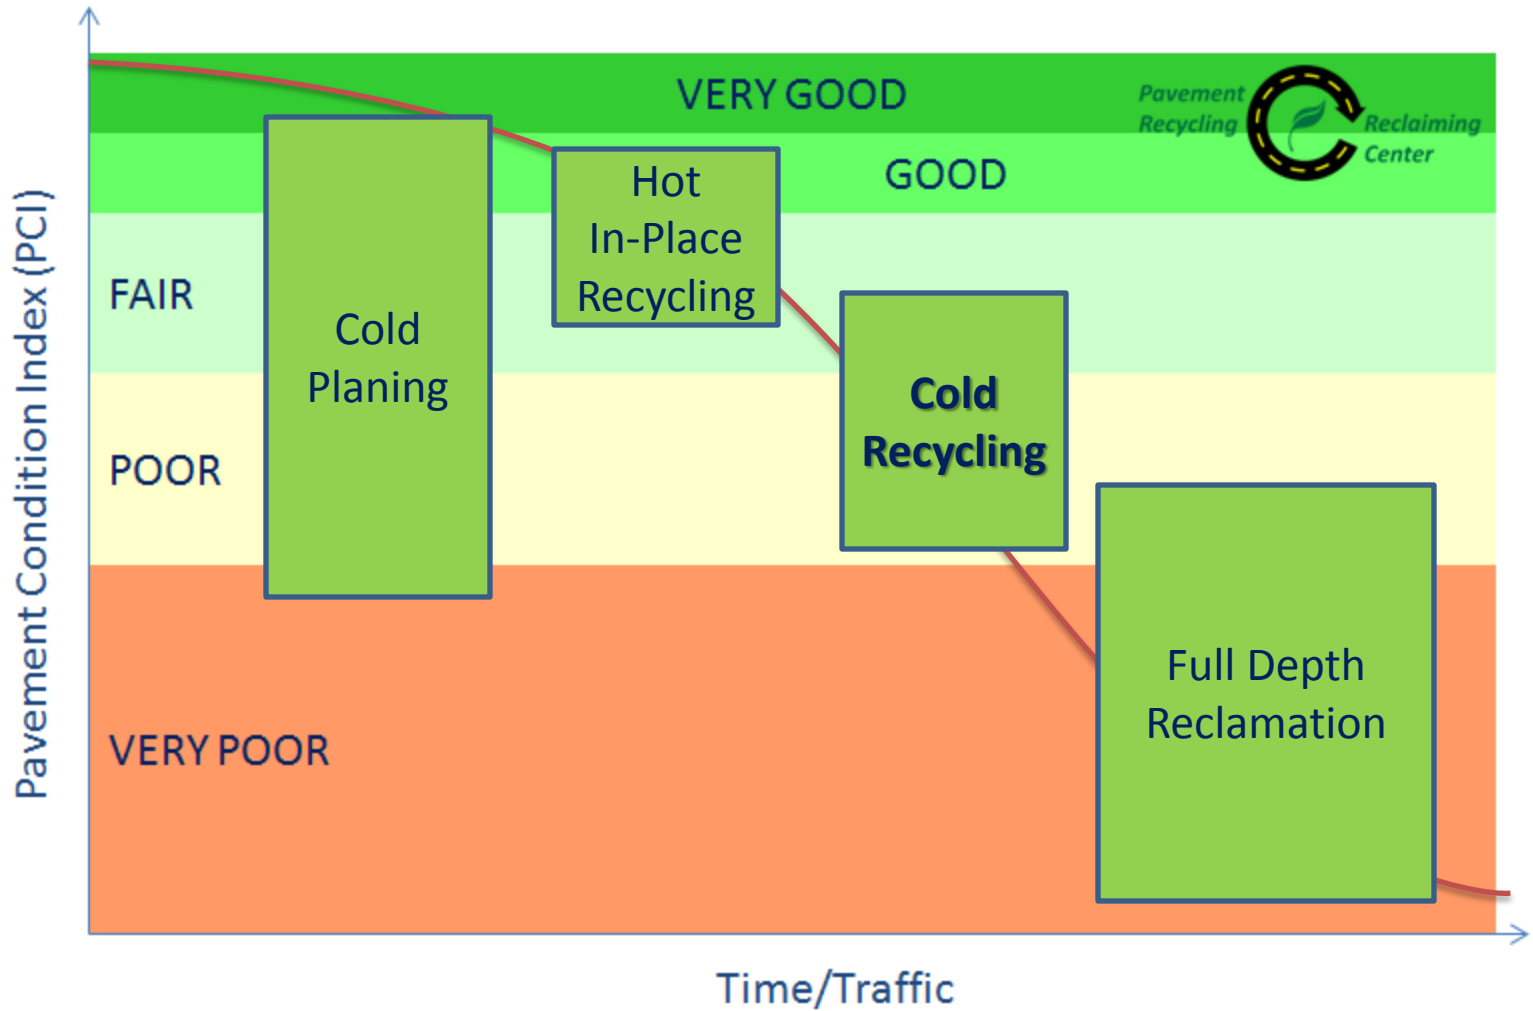 VERY GOOD
Pavement
Recycling
Reclaiming
Center
GOOD
Hot
In-Place
Recycling
FAIR
Cold
Planing
Cold
Recycling
POOR
Full Depth
Reclamation
VERY POOR
Pavement Condition Index (PCI)
Time/Traffic